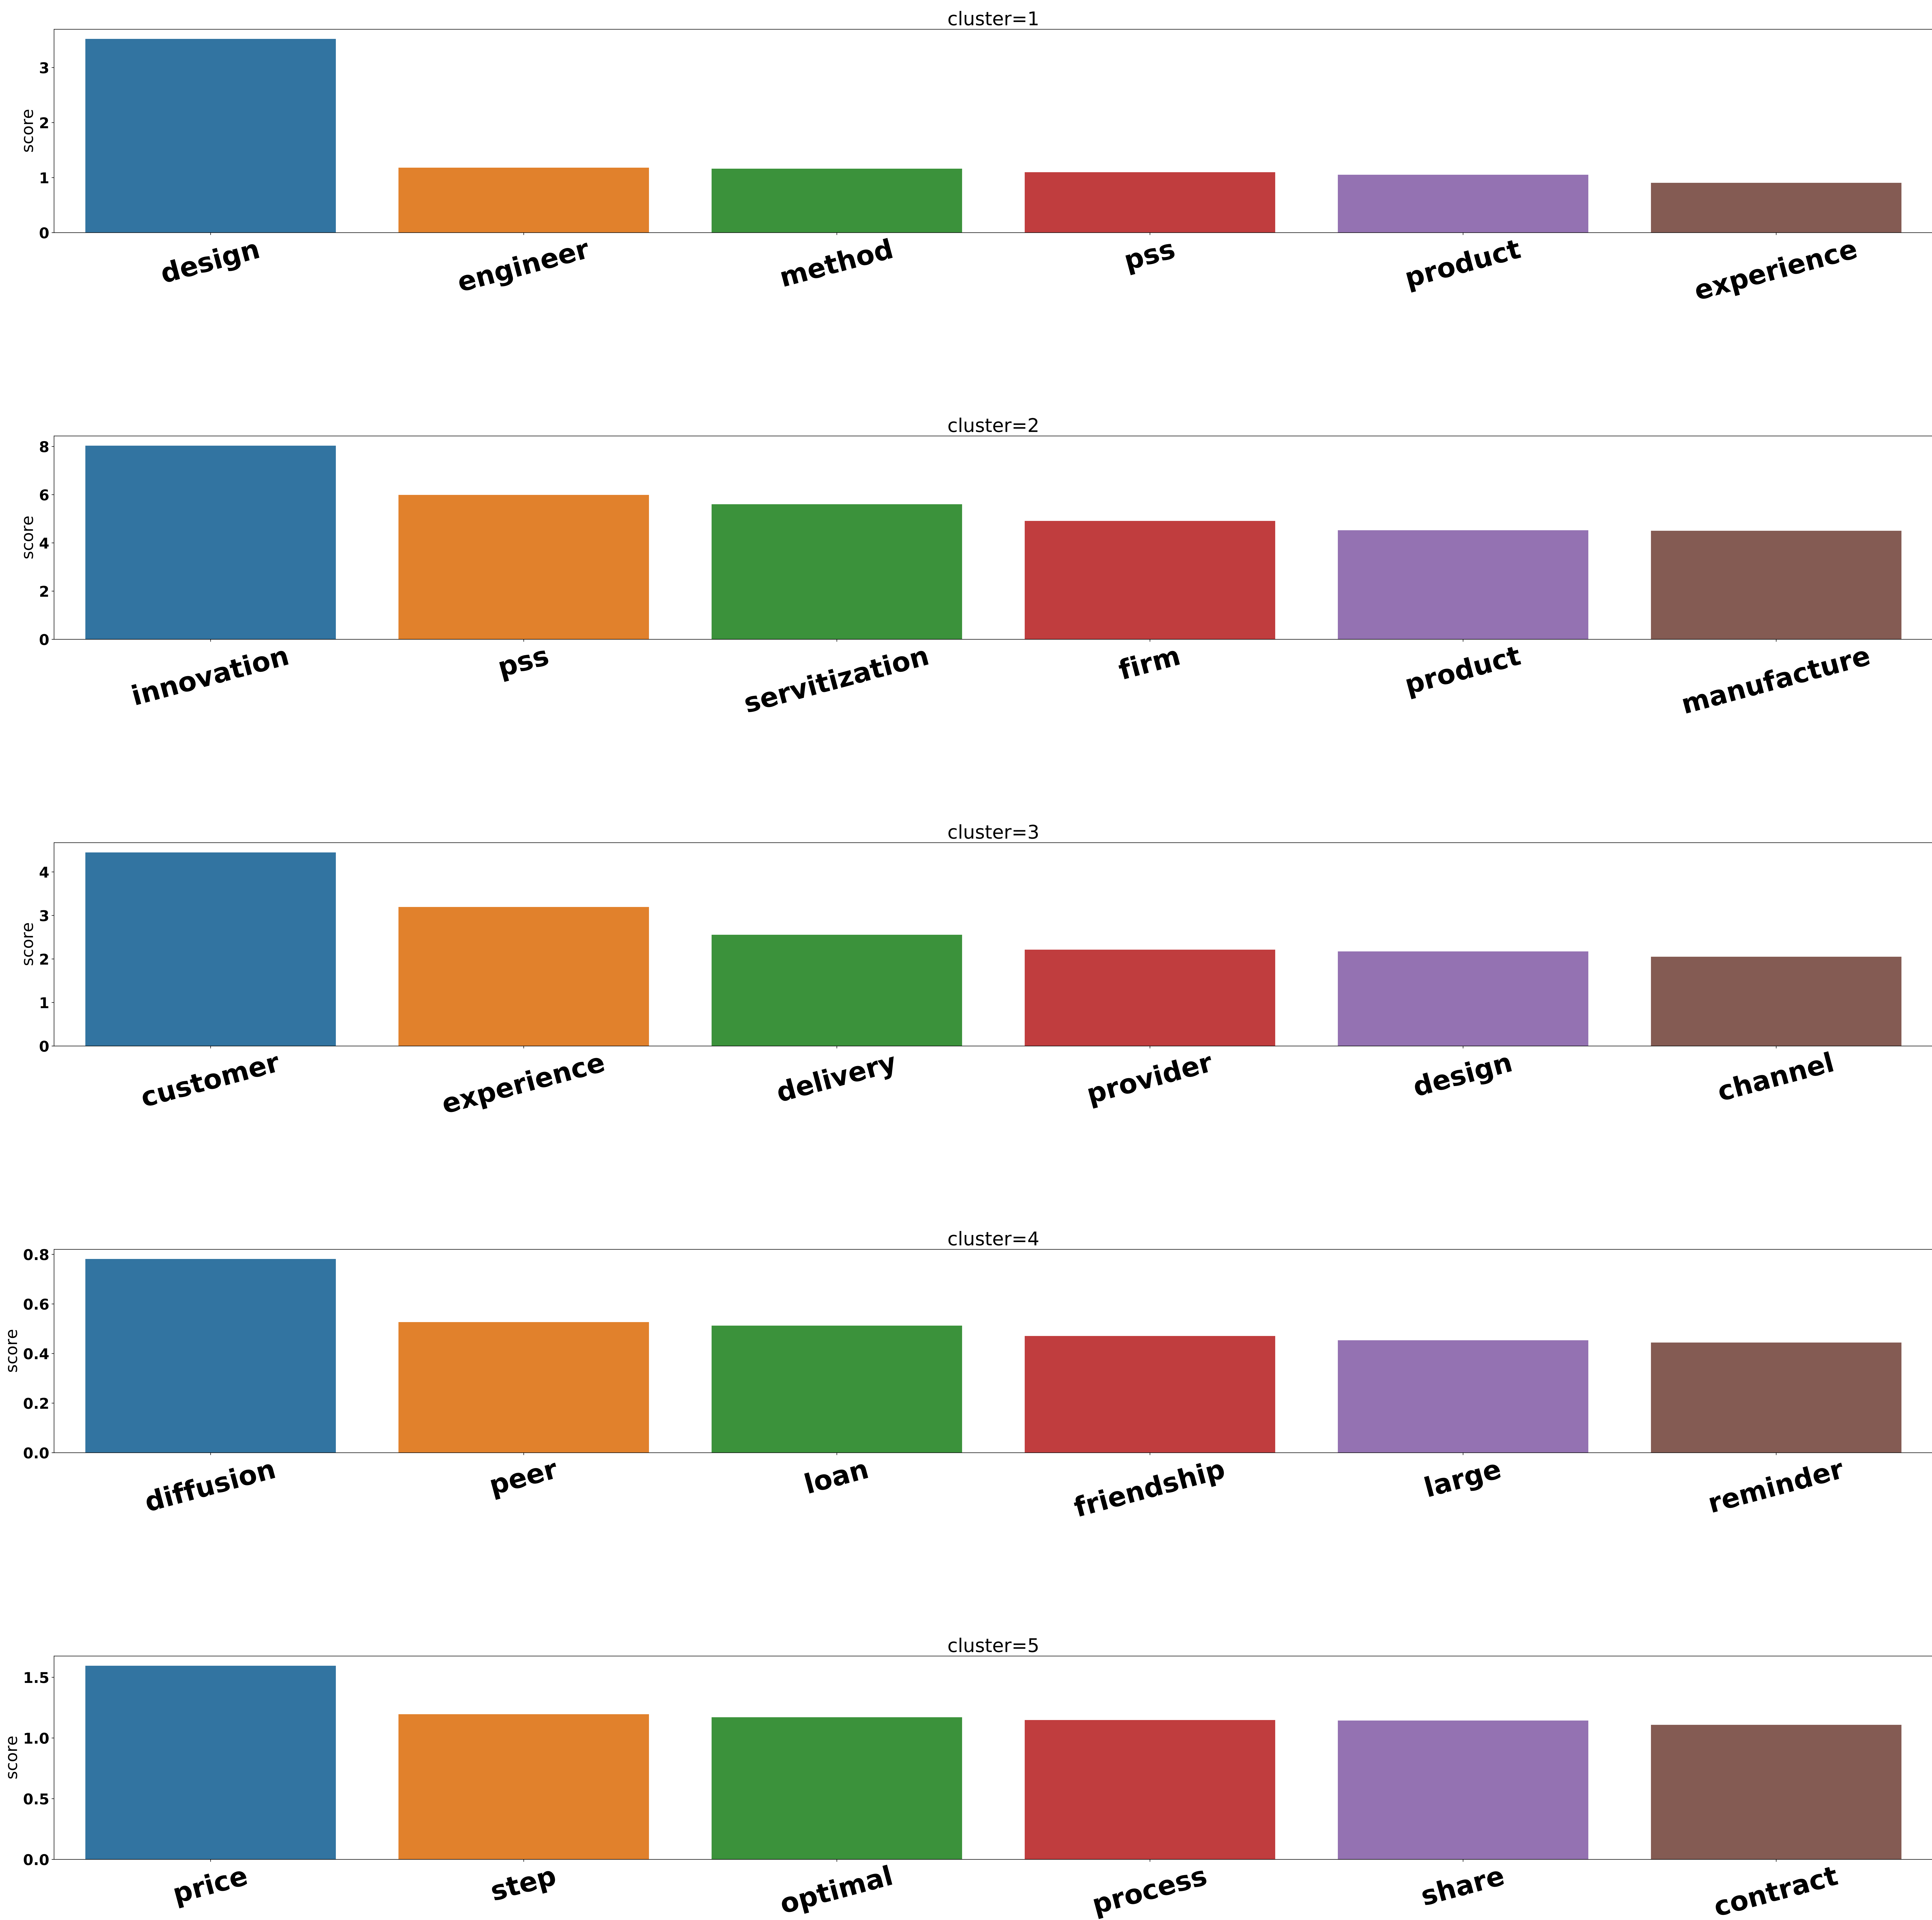 cluster=1
3
2
1
0
score
design engineer method pss product experience
cluster=2
8
6
4
2
0
score
innovation pss servitization firm product manufacture
cluster=3
4
3
2
1
0
score
customer experience delivery provider design channel
cluster=4
0.8
0.6
0.4
0.2
0.0
score
diffusion peer loan friendship large reminder
cluster=5
1.5
1.0
0.5
0.0
score
price step optimal process share contract